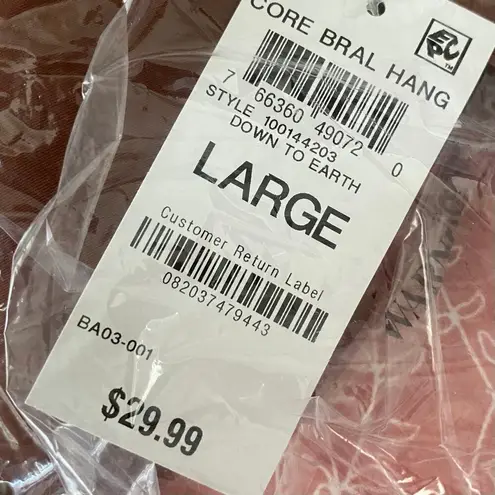 CORE BRAL HANG
7 66360 49072 0
STYLE 100144203
DOWN TO EARTH
LARGE
Customer Return Label
082037479443
BA03-001
$29.99
WARNING